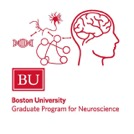 BU
Boston University
Graduate Program for Neuroscience